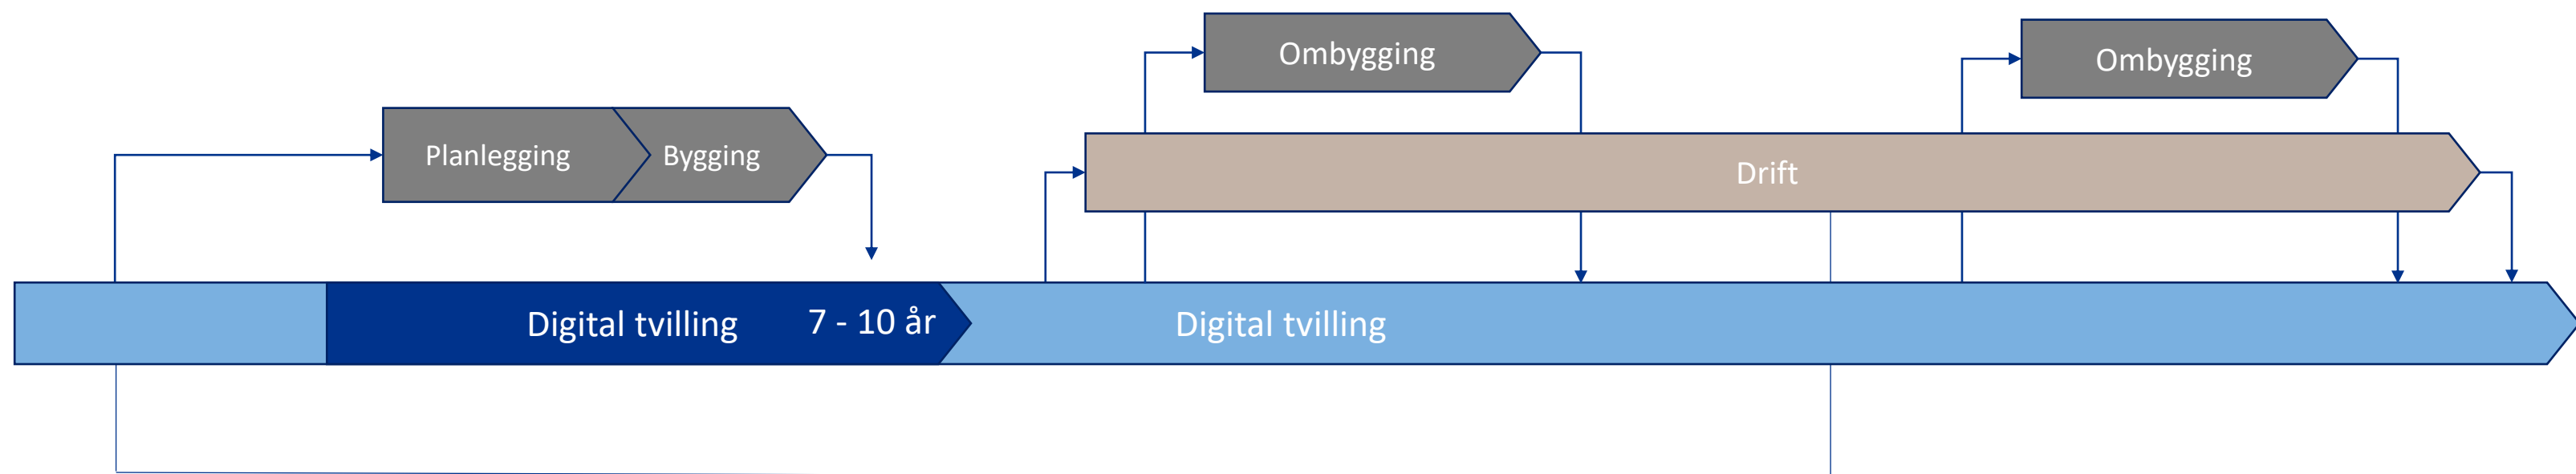 Ombygging
Ombygging
Planlegging
Bygging
Drift
Digital tvilling
7 - 10 år
Digital tvilling